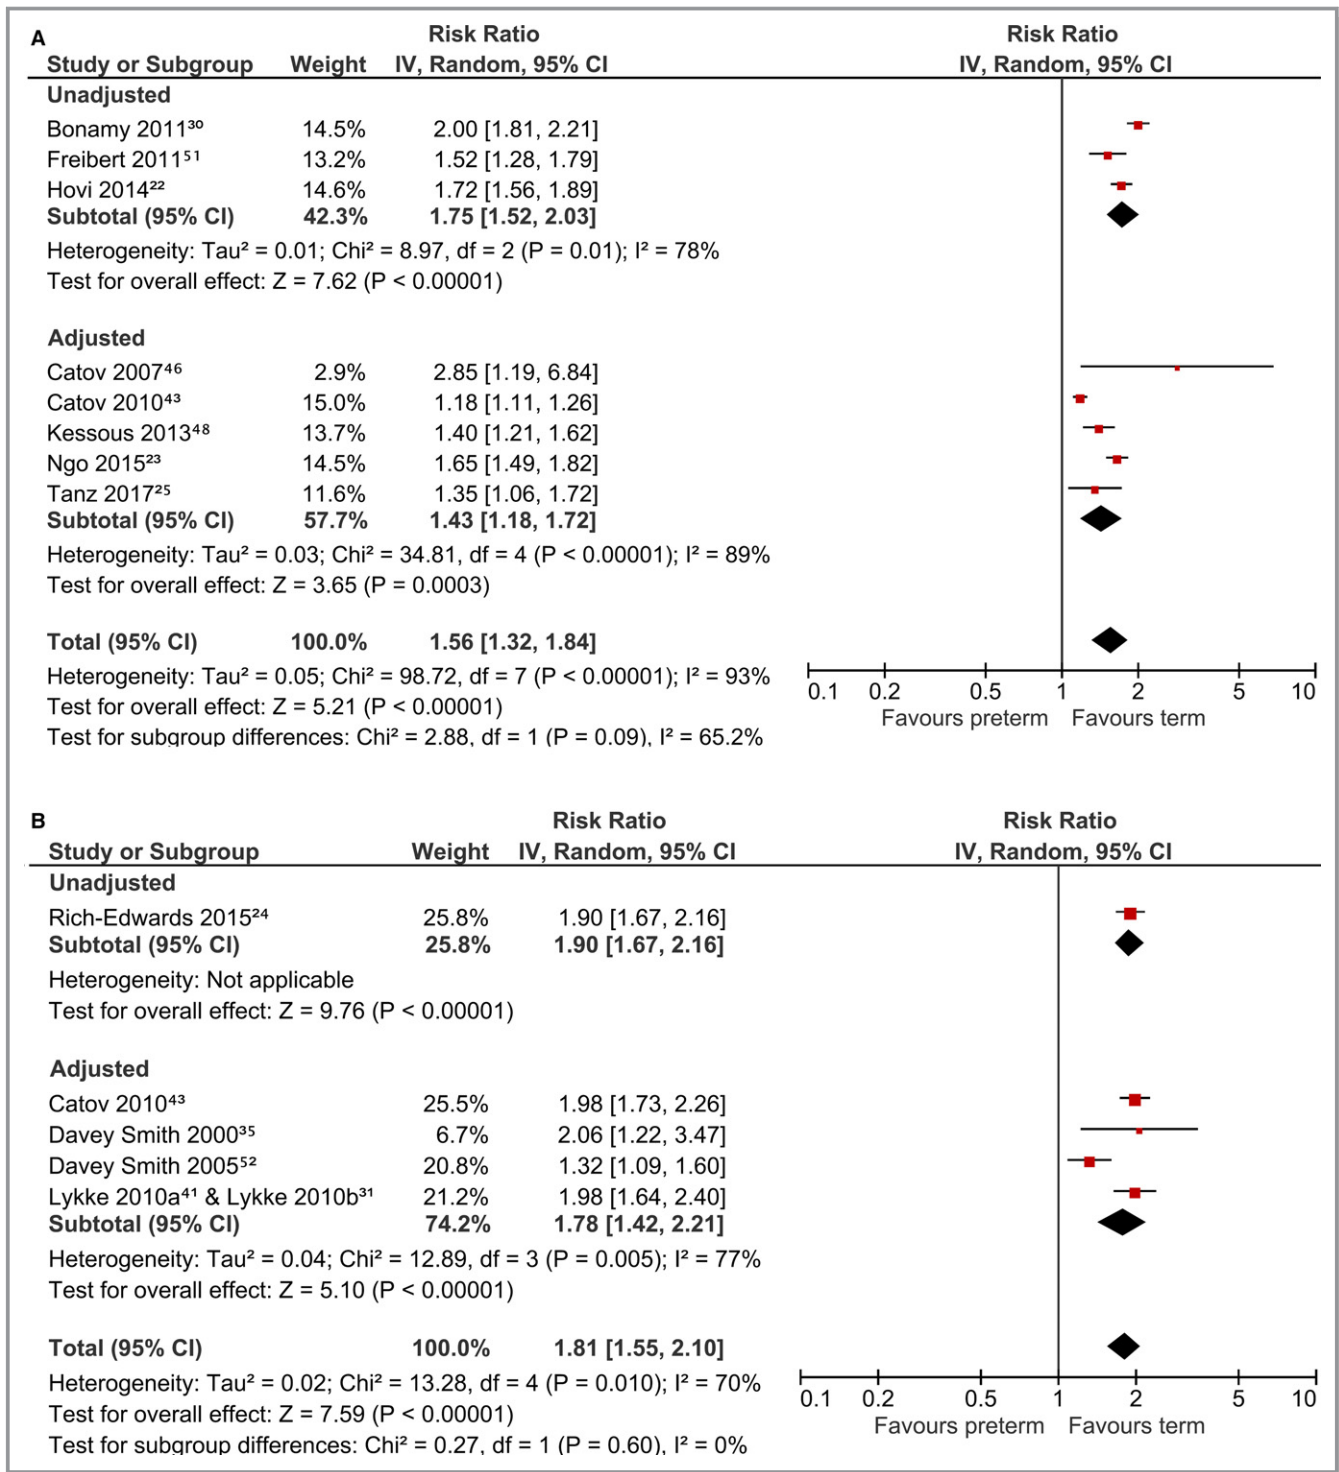 A
Risk Ratio Risk Ratio
Study or Subgroup Weight IV, Random, 95% CI IV, Random, 95% CI
Unadjusted
Bonamy 2011³⁰ 14.5% 2.00 [1.81, 2.21]
Freibert 2011⁵¹ 13.2% 1.52 [1.28, 1.79]
Hovi 2014²² 14.6% 1.72 [1.56, 1.89]
Subtotal (95% CI) 42.3% 1.75 [1.52, 2.03]
Heterogeneity: Tau² = 0.01; Chi² = 8.97, df = 2 (P = 0.01); I² = 78%
Test for overall effect: Z = 7.62 (P < 0.00001)
Adjusted
Catov 2007⁴⁶ 2.9% 2.85 [1.19, 6.84]
Catov 2010⁴³ 15.0% 1.18 [1.11, 1.26]
Kessous 2013⁴⁸ 13.7% 1.40 [1.21, 1.62]
Ngo 2015²³ 14.5% 1.65 [1.49, 1.82]
Tanz 2017²⁵ 11.6% 1.35 [1.06, 1.72]
Subtotal (95% CI) 57.7% 1.43 [1.18, 1.72]
Heterogeneity: Tau² = 0.03; Chi² = 34.81, df = 4 (P < 0.00001); I² = 89%
Test for overall effect: Z = 3.65 (P = 0.0003)
Total (95% CI) 100.0% 1.56 [1.32, 1.84]
Heterogeneity: Tau² = 0.05; Chi² = 98.72, df = 7 (P < 0.00001); I² = 93%
Test for overall effect: Z = 5.21 (P < 0.00001)
Test for subgroup differences: Chi² = 2.88, df = 1 (P = 0.09), I² = 65.2%
0.1 0.2 0.5 1 2 5 10
Favours preterm Favours term
B
Risk Ratio Risk Ratio
Study or Subgroup Weight IV, Random, 95% CI IV, Random, 95% CI
Unadjusted
Rich-Edwards 2015²⁴ 25.8% 1.90 [1.67, 2.16]
Subtotal (95% CI) 25.8% 1.90 [1.67, 2.16]
Heterogeneity: Not applicable
Test for overall effect: Z = 9.76 (P < 0.00001)
Adjusted
Catov 2010⁴³ 25.5% 1.98 [1.73, 2.26]
Davey Smith 2000³⁵ 6.7% 2.06 [1.22, 3.47]
Davey Smith 2005⁵² 20.8% 1.32 [1.09, 1.60]
Lykke 2010a⁴¹ & Lykke 2010b³¹ 21.2% 1.98 [1.64, 2.40]
Subtotal (95% CI) 74.2% 1.78 [1.42, 2.21]
Heterogeneity: Tau² = 0.04; Chi² = 12.89, df = 3 (P = 0.005); I² = 77%
Test for overall effect: Z = 5.10 (P < 0.00001)
Total (95% CI) 100.0% 1.81 [1.55, 2.10]
Heterogeneity: Tau² = 0.02; Chi² = 13.28, df = 4 (P = 0.010); I² = 70%
Test for overall effect: Z = 7.59 (P < 0.00001)
Test for subgroup differences: Chi² = 0.27, df = 1 (P = 0.60), I² = 0%
0.1 0.2 0.5 1 2 5 10
Favours preterm Favours term